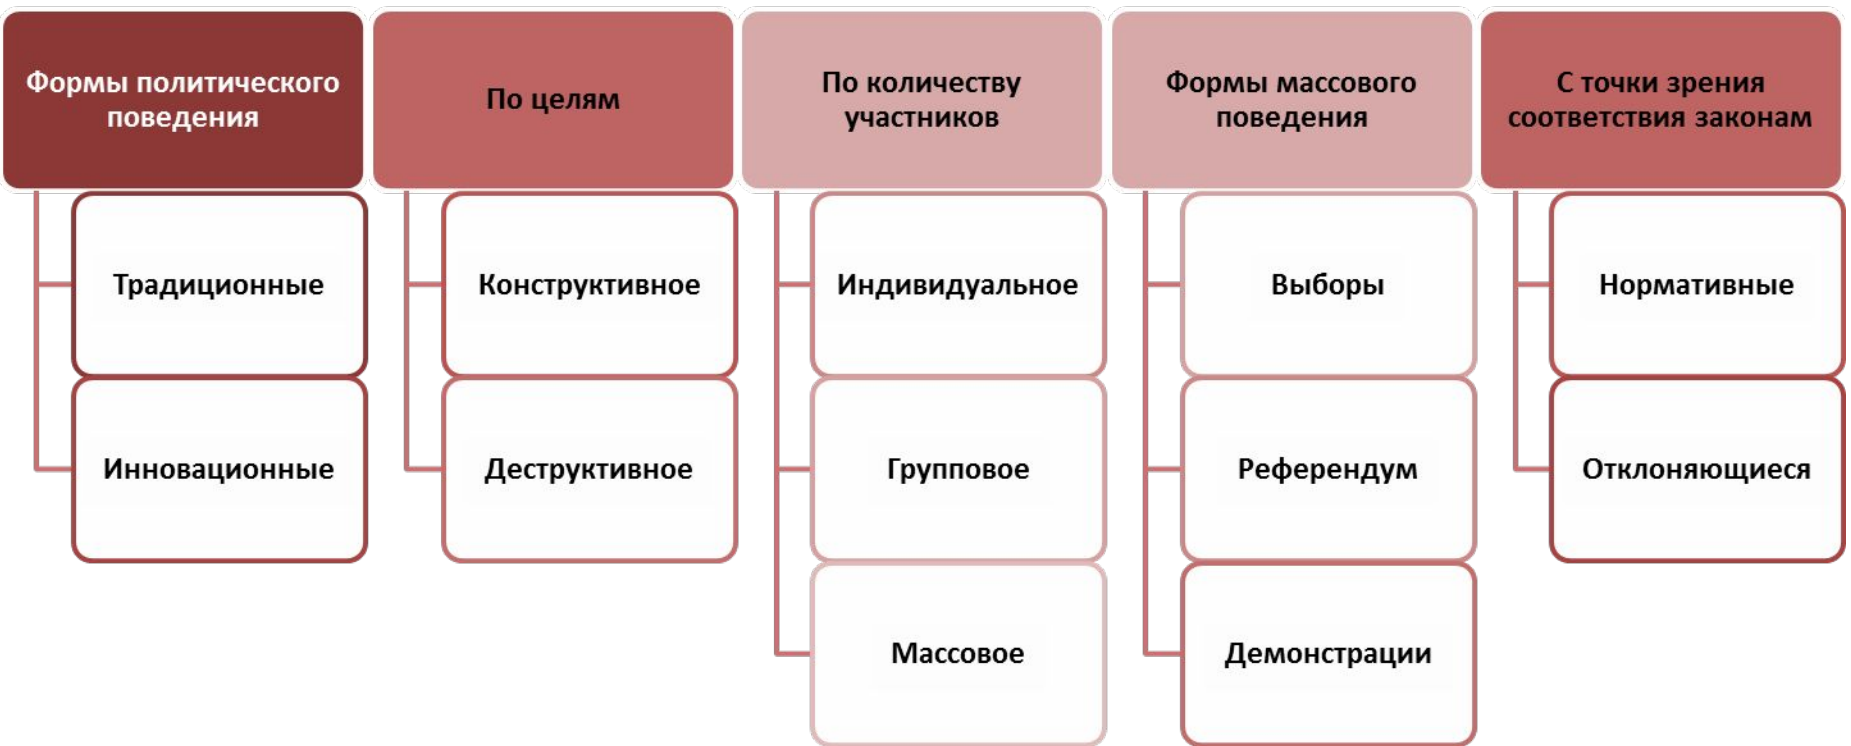 Формы политического
поведения
Традиционные
Инновационные
По целям
Конструктивное
Деструктивное
По количеству
участников
Индивидуальное
Групповое
Массовое
Формы массового
поведения
Выборы
Референдум
Демонстрации
С точки зрения
соответствия законам
Нормативные
Отклоняющиеся